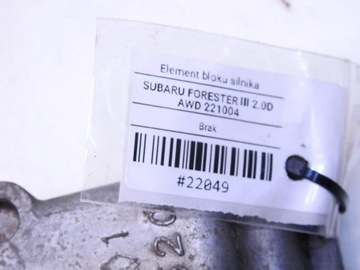 Element bloku silnika
SUBARU FORESTER III 2.0D
AWD 221004
Brak
#22049